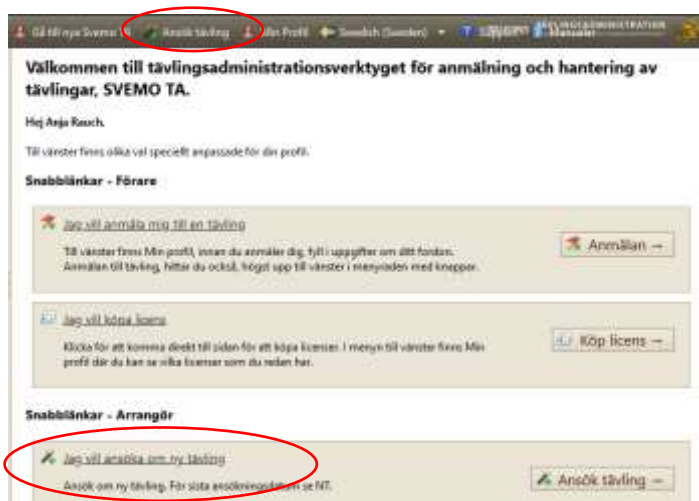 Gå till nya Svemo TA Ansök tävling Min Profil Swedish (Sweden) SUPPORT TÄVLINGSADMINISTRATION
Manualer
Välkommen till tävlingsadministrationsverktyget för anmälning och hantering av
tävlingar, SVEMO TA.
Hej Anja Rauch.
Till vänster finns olika val speciellt anpassade för din profil.
Snabblänkar - Förare
Jag vill anmäla mig till en tävling
Till vänster finns Min profil, innan du anmäler dig, fyll i uppgifter om ditt fordon.
Anmälan till tävling, hittar du också, högst upp till vänster i menyraden med knappar.
Anmälan →
Jag vill köpa licens
Klicka för att komma direkt till sidan för att köpa licenser. I menyn till vänster finns Min
profil där du kan se vilka licenser som du redan har.
Köp licens →
Snabblänkar - Arrangör
Jag vill ansöka om ny tävling
Ansök om ny tävling. För sista ansökningsdatum se NT.
Ansök tävling →